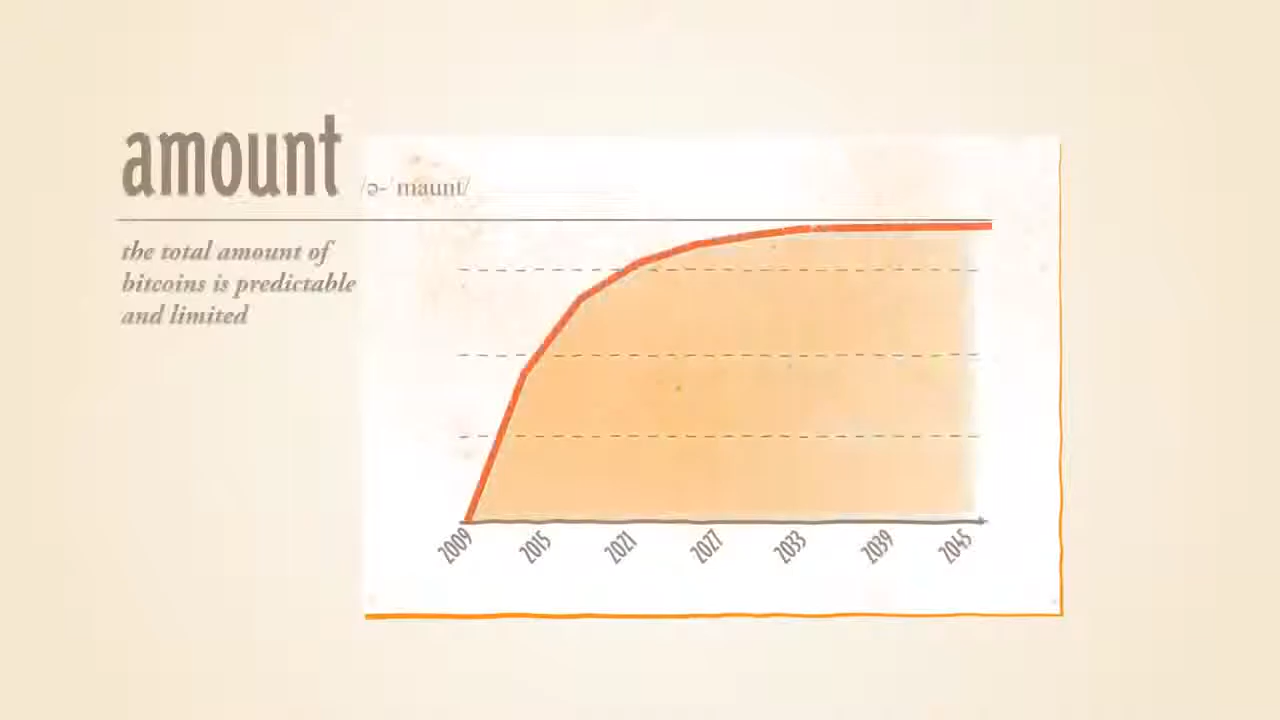 amount /ə-ˈmaunt/
the total amount of
bitcoins is predictable
and limited
2009 2015 2021 2027 2033 2039 2045